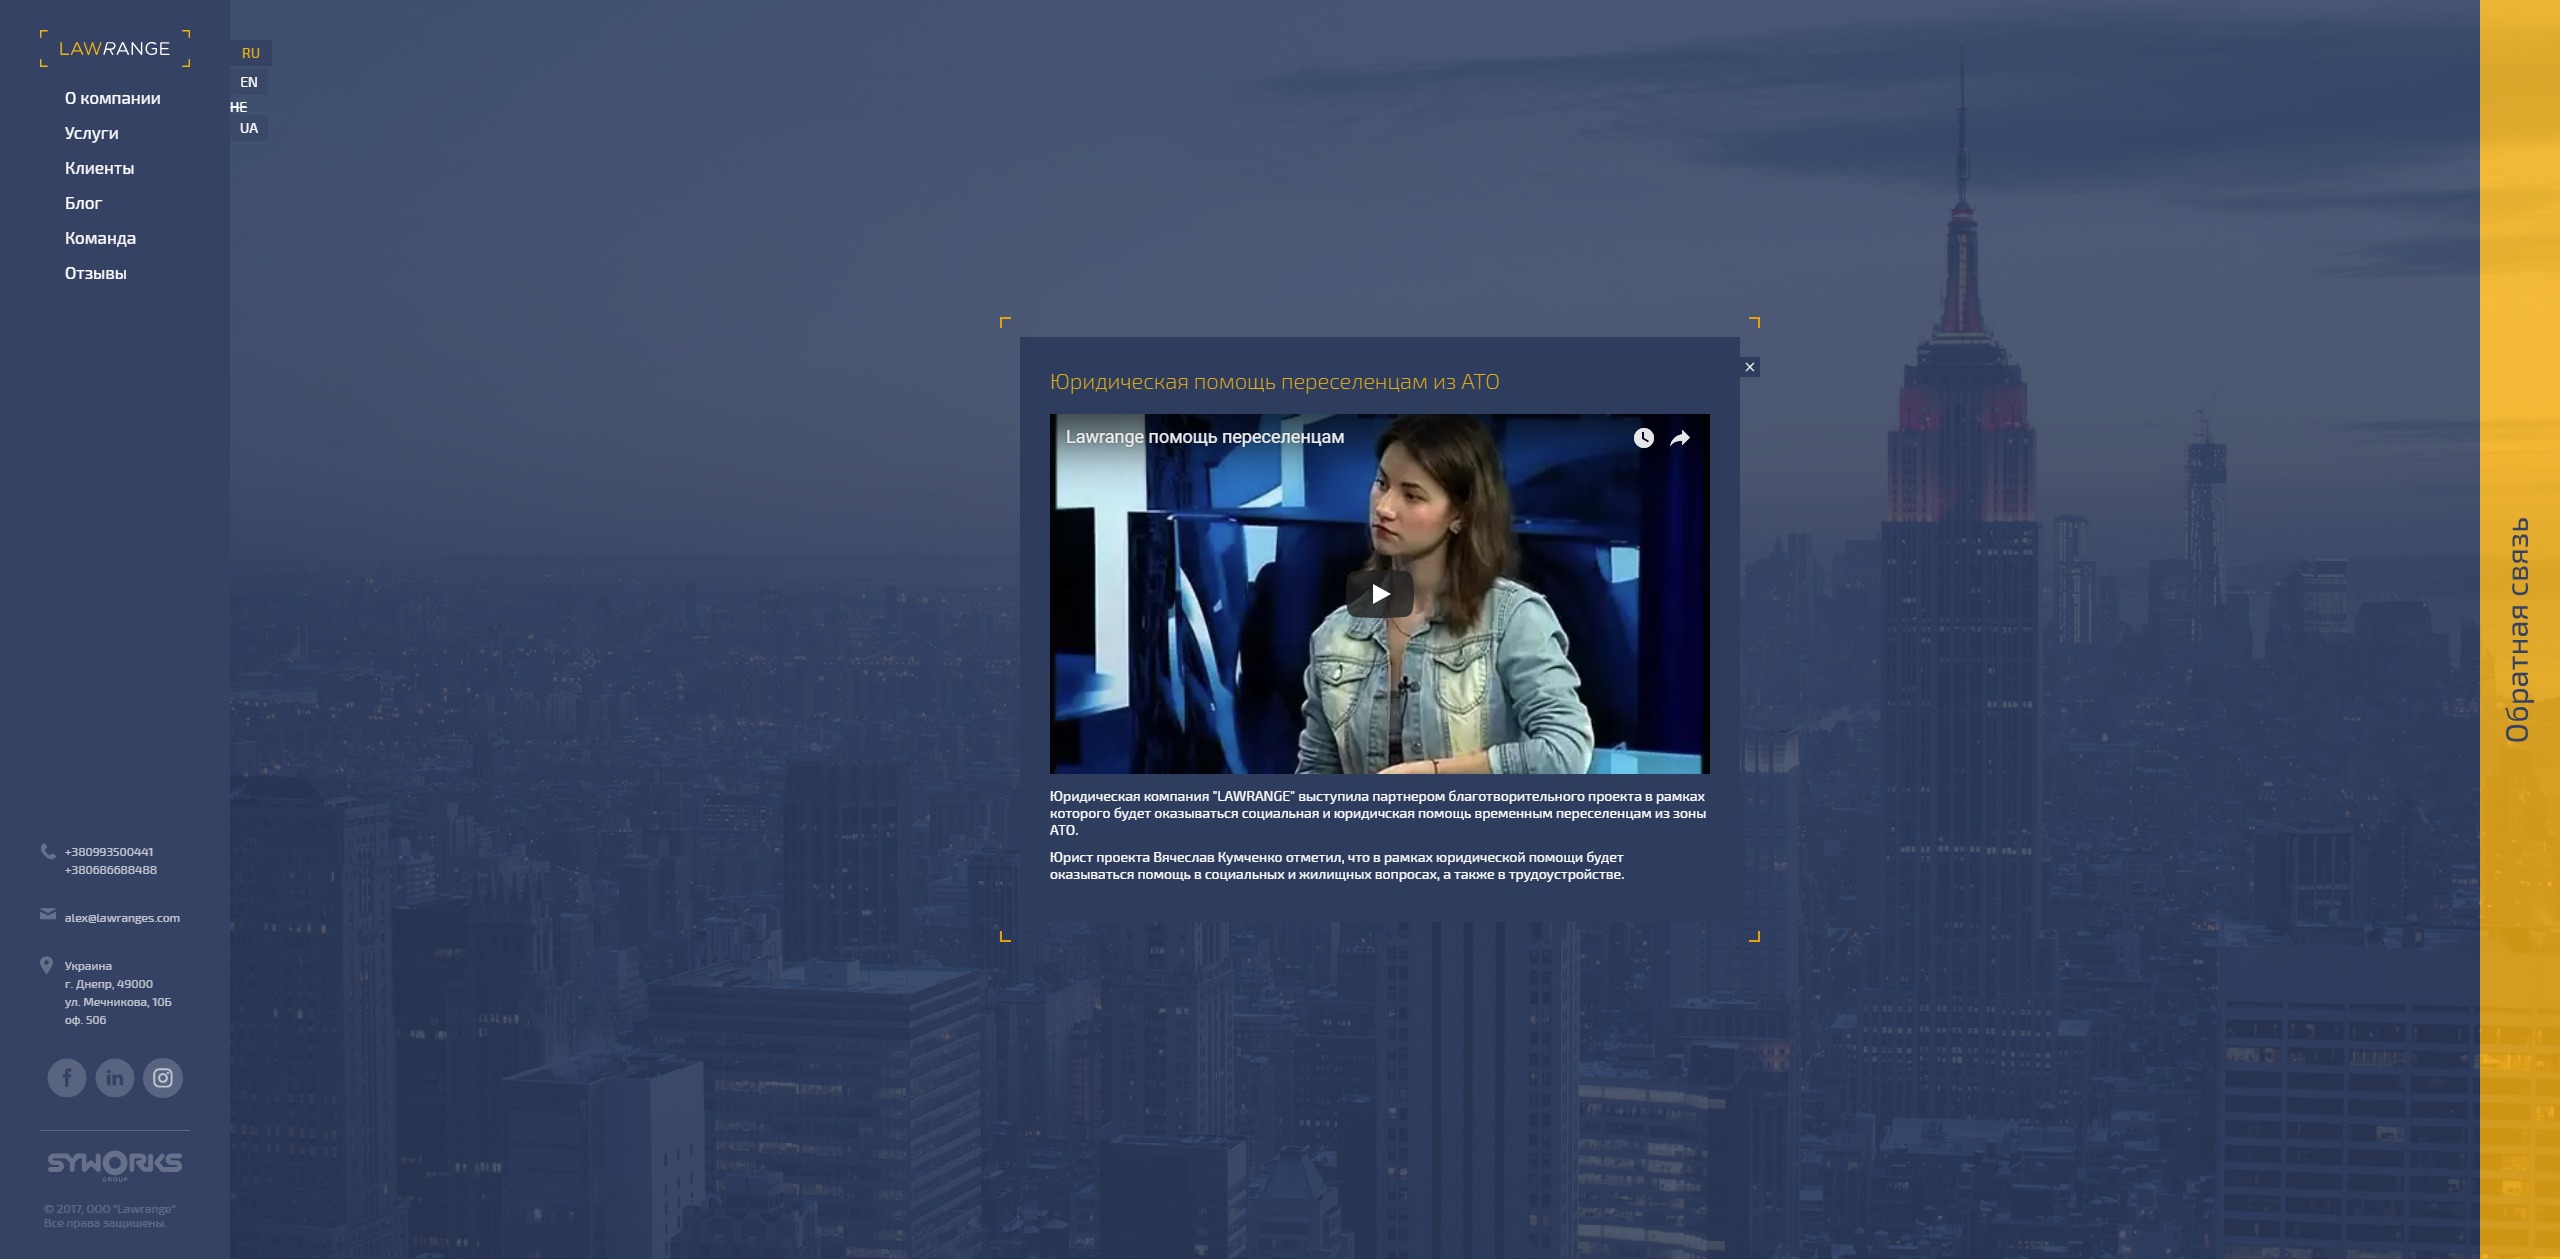 LAWRANGE
О компании
Услуги
Клиенты
Блог
Команда
Отзывы
RU
EN
HE
UA
Юридическая помощь переселенцам из АТО
Lawrange помощь переселенцам
Юридическая компания "LAWRANGE" выступила партнером благотворительного проекта в рамках
которого будет оказываться социальная и юридичская помощь временным переселенцам из зоны
АТО.
Юрист проекта Вячеслав Кумченко отметил, что в рамках юридической помощи будет
оказываться помощь в социальных и жилищных вопросах, а также в трудоустройстве.
+380993500441
+380686688488
alex@lawranges.com
Украина
г. Днепр, 49000
ул. Мечникова, 10Б
оф. 506
f
in
SYWORKS
GROUP
© 2017, ООО "Lawrange".
Все права защищены.
Обратная связь